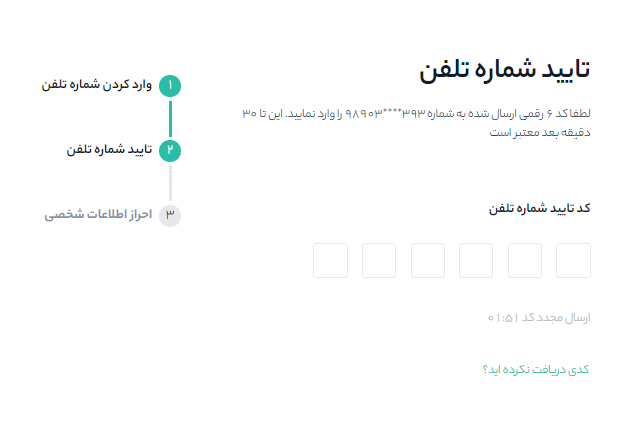 تایید شماره تلفن
لطفا کد ۶ رقمی ارسال شده به شماره ۹۸۹۰۳****۳۹۳ را وارد نمایید. این تا ۳۰
دقیقه بعد معتبر است
کد تایید شماره تلفن
ارسال مجدد کد ۰۱:۵۱
کدی دریافت نکرده اید؟
۱ وارد کردن شماره تلفن
۲ تایید شماره تلفن
۳ احراز اطلاعات شخصی